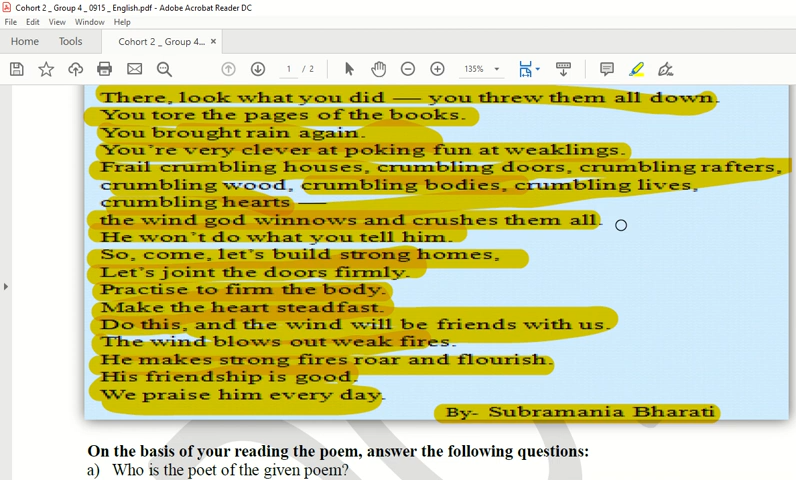 Cohort 2 _ Group 4 _ 0915 _ English.pdf - Adobe Acrobat Reader DC
File Edit View Window Help
Home Tools Cohort 2 _ Group 4... ×
1 / 2 135%
There, look what you did — you threw them all down.
You tore the pages of the books.
You brought rain again.
You're very clever at poking fun at weaklings.
Frail crumbling houses, crumbling doors, crumbling rafters,
crumbling wood, crumbling bodies, crumbling lives,
crumbling hearts —
the wind god winnows and crushes them all.
He won't do what you tell him.
So, come, let's build strong homes,
Let's joint the doors firmly.
Practise to firm the body.
Make the heart steadfast.
Do this, and the wind will be friends with us.
The wind blows out weak fires.
He makes strong fires roar and flourish.
His friendship is good.
We praise him every day.
By- Subramania Bharati
On the basis of your reading the poem, answer the following questions:
a) Who is the poet of the given poem?